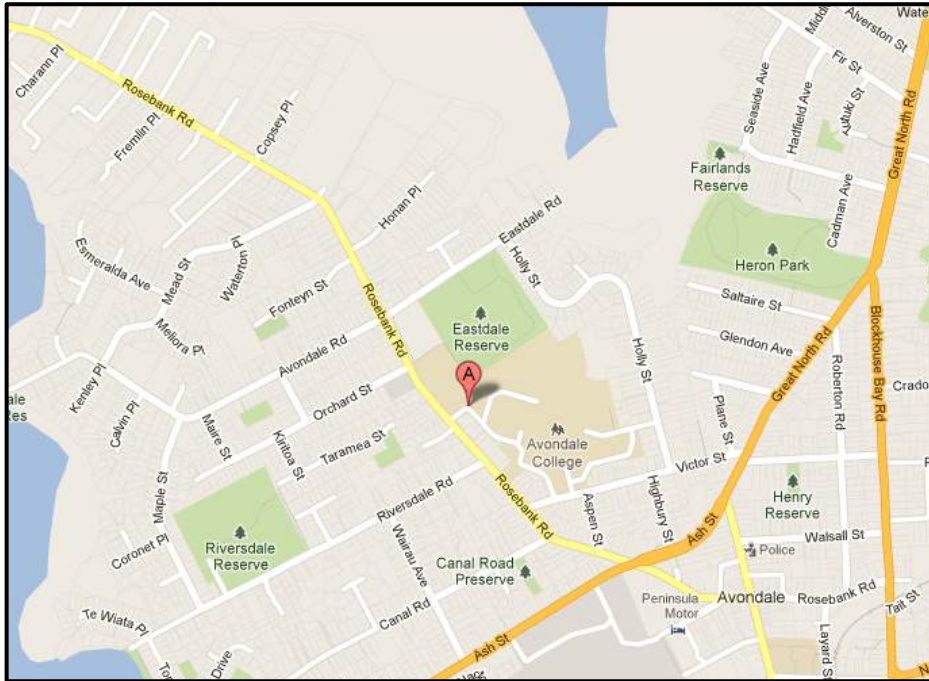 Charann Pl
Rosebank Rd
Fremlin Pl
Copsey Pl
Honan Pl
Eastdale Rd
Holly St
Esmeralda Ave
Mead St
Waterton Pl
Fonteyn St
Meliora Pl
Avondale Rd
Rosebank Rd
Eastdale
Reserve
Kenley Pl
Calvin Pl
Maire St
Kiritoa St
Orchard St
Taramea St
A
Avondale
College
Holly St
Alverston St
Fir St
Seaside Ave
Hadfield Ave
Great North Rd
Fairlands
Reserve
Cadman Ave
Heron Park
Saltaire St
Glendon Ave
Great North Rd
Roberton Rd
Blockhouse Bay Rd
Plane St
Victor St
Henry
Reserve
Walsall St
Police
Maple St
Coronet Pl
Riversdale
Reserve
Riversdale Rd
Rosebank Rd
Aspen St
Highbury St
Ash St
Wairau Ave
Canal Road
Preserve
Canal Rd
Te Wiata Pl
Drive
Ash St
Peninsula
Motor
Avondale
Rosebank Rd
Tait St
Layard St